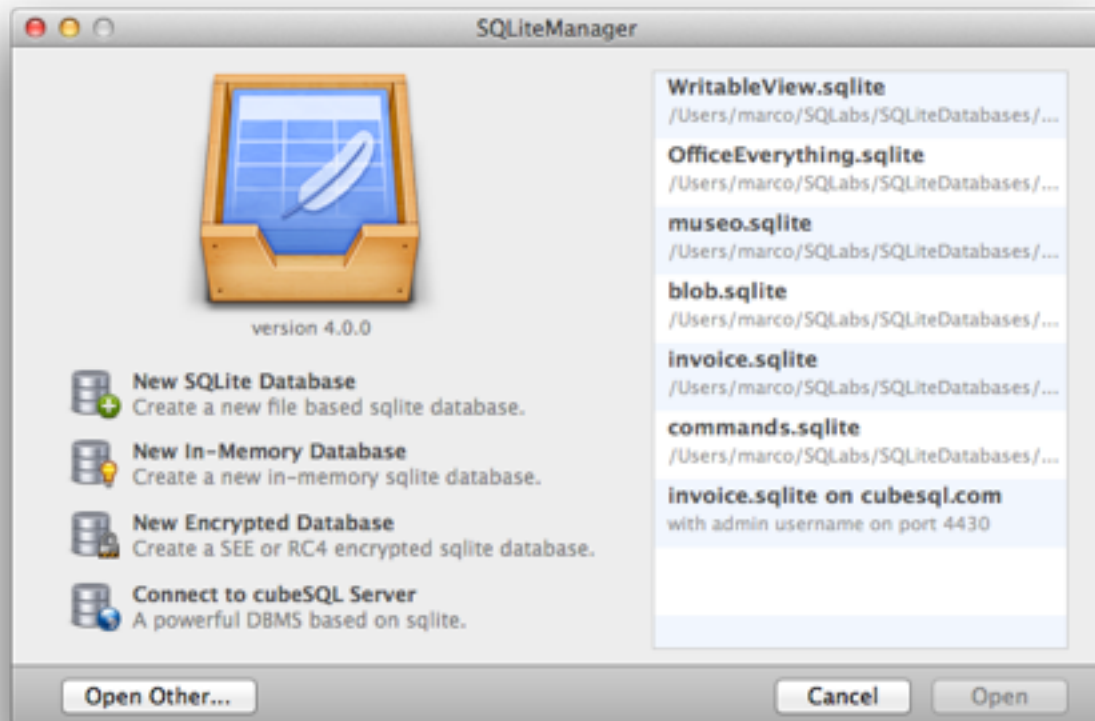 SQLiteManager
version 4.0.0
New SQLite Database
Create a new file based sqlite database.
New In-Memory Database
Create a new in-memory sqlite database.
New Encrypted Database
Create a SEE or RC4 encrypted sqlite database.
Connect to cubeSQL Server
A powerful DBMS based on sqlite.
WritableView.sqlite
/Users/marco/SQLabs/SQLiteDatabases/...
OfficeEverything.sqlite
/Users/marco/SQLabs/SQLiteDatabases/...
museo.sqlite
/Users/marco/SQLabs/SQLiteDatabases/...
blob.sqlite
/Users/marco/SQLabs/SQLiteDatabases/...
invoice.sqlite
/Users/marco/SQLabs/SQLiteDatabases/...
commands.sqlite
/Users/marco/SQLabs/SQLiteDatabases/...
invoice.sqlite on cubesql.com
with admin username on port 4430
Open Other...
Cancel
Open